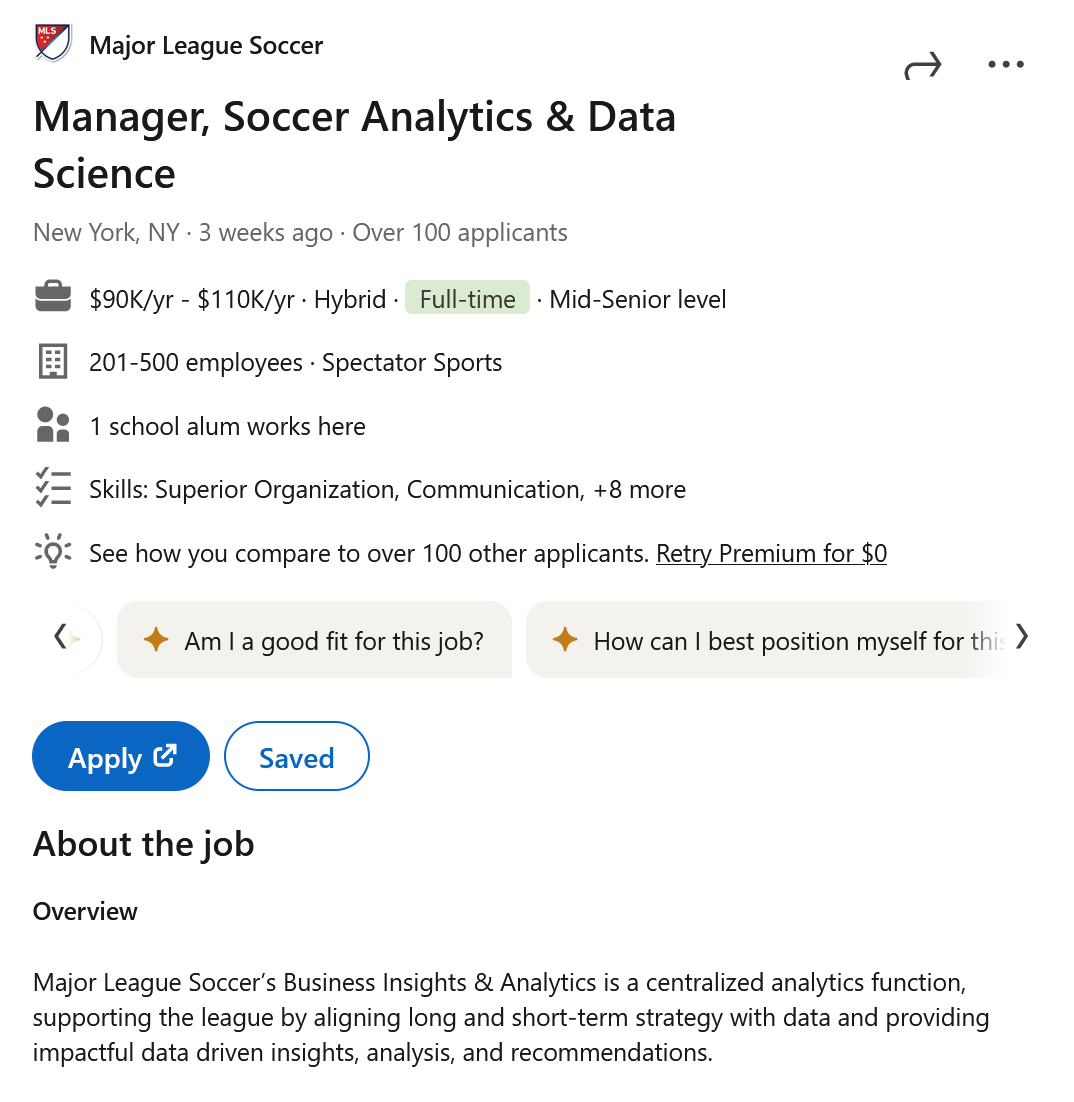 MLS
Major League Soccer
Manager, Soccer Analytics & Data
Science
New York, NY · 3 weeks ago · Over 100 applicants
$90K/yr - $110K/yr · Hybrid · Full-time · Mid-Senior level
201-500 employees · Spectator Sports
1 school alum works here
Skills: Superior Organization, Communication, +8 more
See how you compare to over 100 other applicants. Retry Premium for $0
Am I a good fit for this job? How can I best position myself for this
Apply Saved
About the job
Overview
Major League Soccer’s Business Insights & Analytics is a centralized analytics function,
supporting the league by aligning long and short-term strategy with data and providing
impactful data driven insights, analysis, and recommendations.